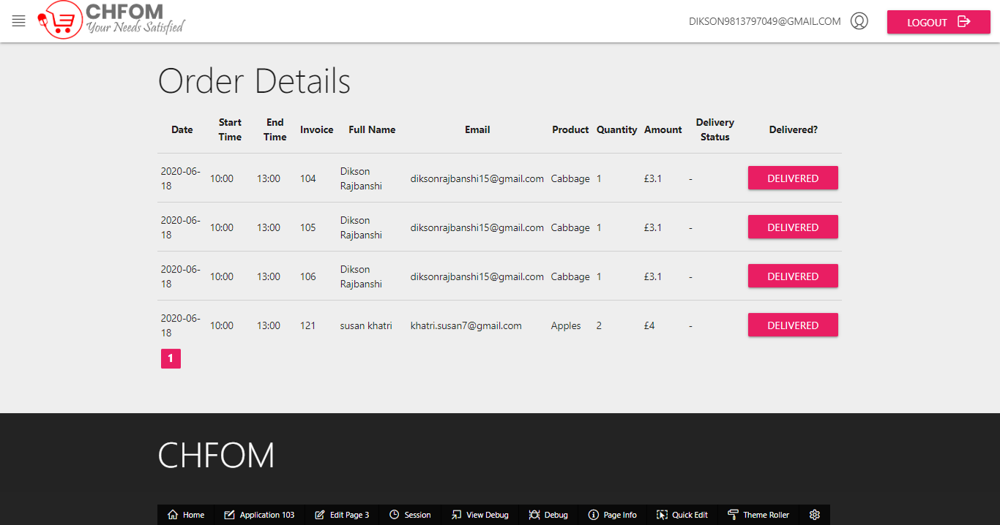 CHFOM
Your Needs Satisfied
DIKSON9813797049@GMAIL.COM
LOGOUT
Order Details
Date Start Time End Time Invoice Full Name Email Product Quantity Amount Delivery Status Delivered?
2020-06-18 10:00 13:00 104 Dikson Rajbanshi diksonrajbanshi15@gmail.com Cabbage 1 £3.1 - DELIVERED
2020-06-18 10:00 13:00 105 Dikson Rajbanshi diksonrajbanshi15@gmail.com Cabbage 1 £3.1 - DELIVERED
2020-06-18 10:00 13:00 106 Dikson Rajbanshi diksonrajbanshi15@gmail.com Cabbage 1 £3.1 - DELIVERED
2020-06-18 10:00 13:00 121 susan khatri khatri.susan7@gmail.com Apples 2 £4 - DELIVERED
1
CHFOM
Home Application 103 Edit Page 3 Session View Debug Debug Page Info Quick Edit Theme Roller